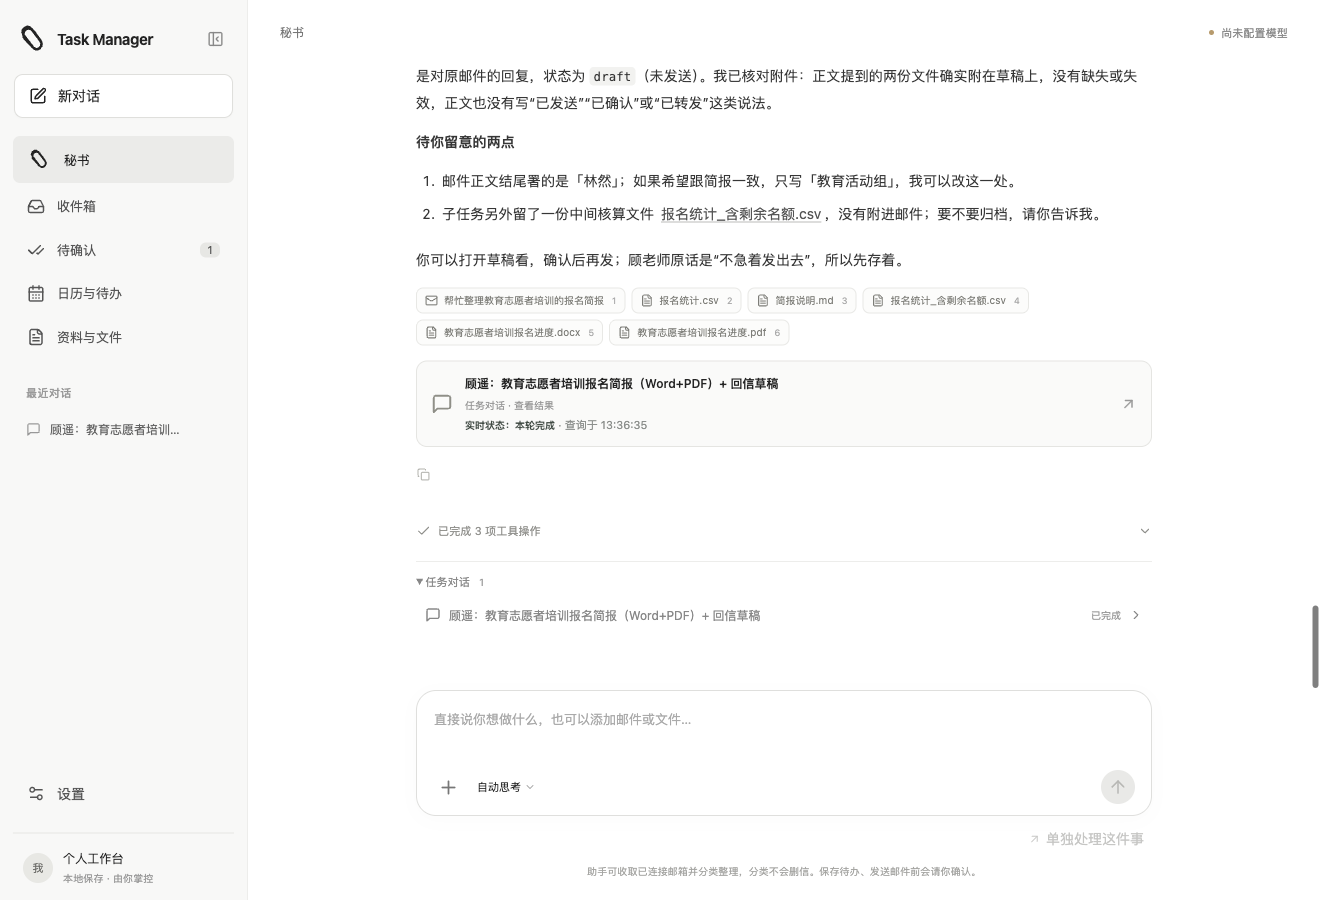 Task Manager
新对话
秘书
收件箱
待确认 1
日历与待办
资料与文件
最近对话
顾遥：教育志愿者培训...
设置
我
个人工作台
本地保存 · 由你掌控
秘书
尚未配置模型
是对原邮件的回复，状态为 draft（未发送）。我已核对附件：正文提到的两份文件确实附在草稿上，没有缺失或失
效，正文也没有写“已发送”“已确认”或“已转发”这类说法。
待你留意的两点
1. 邮件正文结尾署的是「林然」；如果希望跟简报一致，只写「教育活动组」，我可以改这一处。
2. 子任务另外留了一份中间核算文件 报名统计_含剩余名额.csv，没有附进邮件；要不要归档，请你告诉我。
你可以打开草稿看，确认后再发；顾老师原话是“不急着发出去”，所以先存着。
帮忙整理教育志愿者培训的报名简报 1 报名统计.csv 2 简报说明.md 3 报名统计_含剩余名额.csv 4
教育志愿者培训报名进度.docx 5 教育志愿者培训报名进度.pdf 6
顾遥：教育志愿者培训报名简报（Word+PDF）+ 回信草稿
任务对话 · 查看结果
实时状态：本轮完成 · 查询于 13:36:35
已完成 3 项工具操作
▼任务对话 1
顾遥：教育志愿者培训报名简报（Word+PDF）+ 回信草稿 已完成
直接说你想做什么，也可以添加邮件或文件...
自动思考
单独处理这件事
助手可收取已连接邮箱并分类整理，分类不会删信。保存待办、发送邮件前会请你确认。